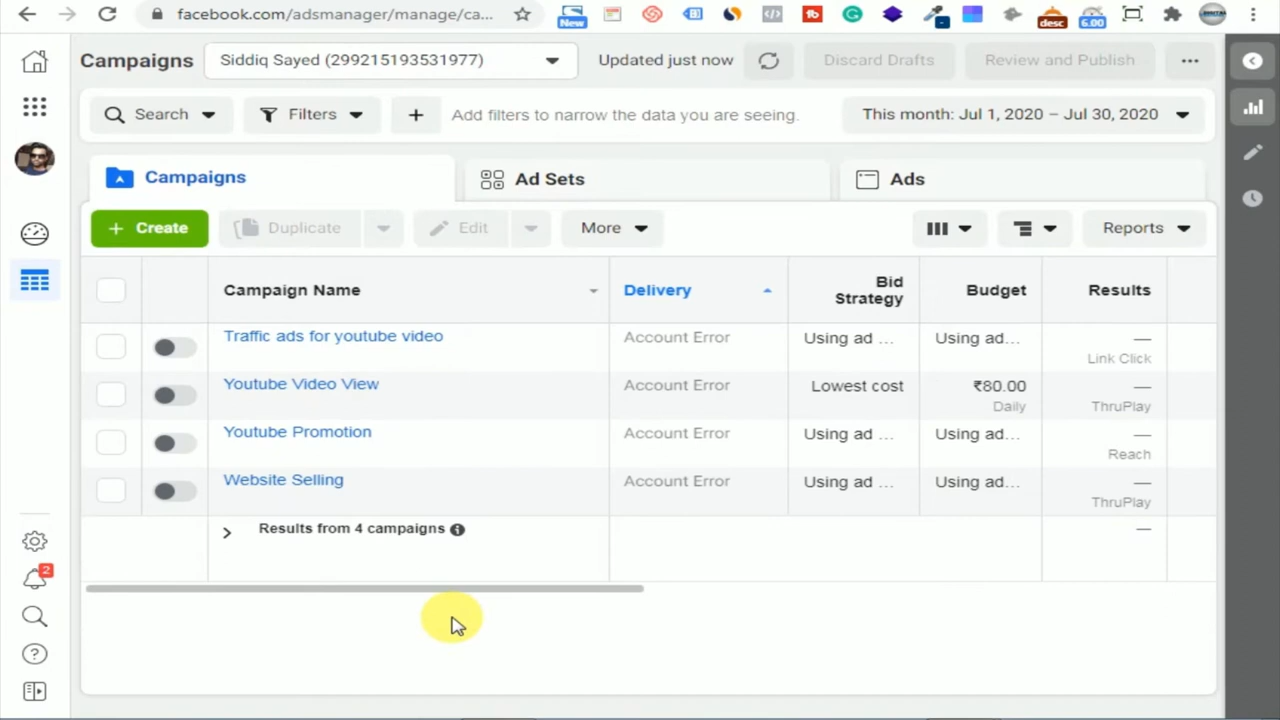 facebook.com/adsmanager/manage/ca...
New
desc
6.00
Campaigns
Siddiq Sayed (299215193531977)
Updated just now
Discard Drafts
Review and Publish
Search
Filters
Add filters to narrow the data you are seeing.
This month: Jul 1, 2020 – Jul 30, 2020
Campaigns
Ad Sets
Ads
+ Create
Duplicate
Edit
More
Reports
Campaign Name
Delivery
Bid
Strategy
Budget
Results
Traffic ads for youtube video
Account Error
Using ad ...
Using ad...
—
Link Click
Youtube Video View
Account Error
Lowest cost
₹80.00
Daily
—
ThruPlay
Youtube Promotion
Account Error
Using ad ...
Using ad...
—
Reach
Website Selling
Account Error
Using ad ...
Using ad...
—
ThruPlay
Results from 4 campaigns
—
2